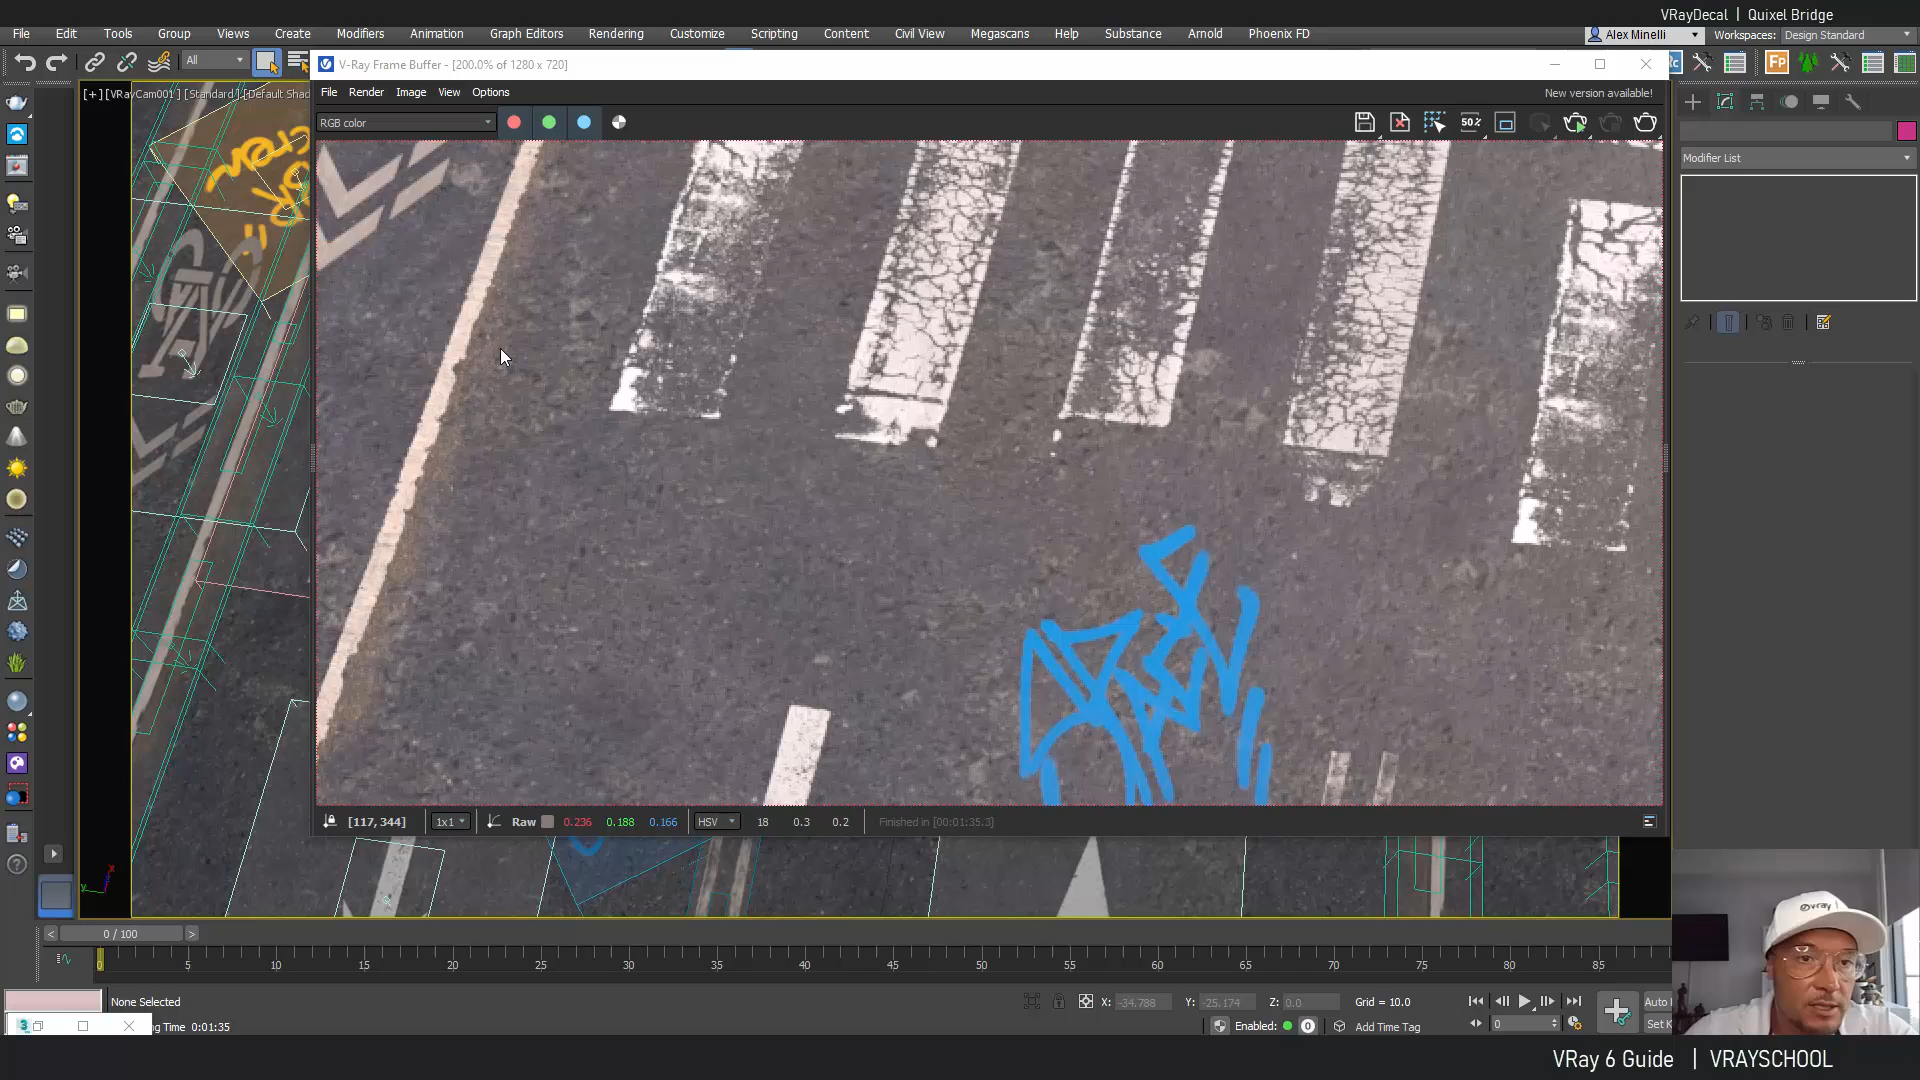 VRayDecal | Quixel Bridge
File Edit Tools Group Views Create Modifiers Animation Graph Editors Rendering Customize Scripting Content Civil View Megascans Help Substance Arnold Phoenix FD
Alex Minelli Workspaces: Design Standard
All
V-Ray Frame Buffer - [200.0% of 1280 x 720]
[+] [VRayCam001] [Standard] [Default Shad
File Render Image View Options
New version available!
RGB color
50%
Modifier List
[117, 344] 1x1 Raw 0.236 0.188 0.166 HSV 18 0.3 0.2 Finished in [00:01:35.3]
vray
0 / 100
0 5 10 15 20 25 30 35 40 45 50 55 60 65 70 75 80 85
None Selected
X: -34.788 Y: -25.174 Z: 0.0 Grid = 10.0
Auto
Set K
ng Time 0:01:35
Enabled: 0 Add Time Tag
0
VRay 6 Guide | VRAYSCHOOL